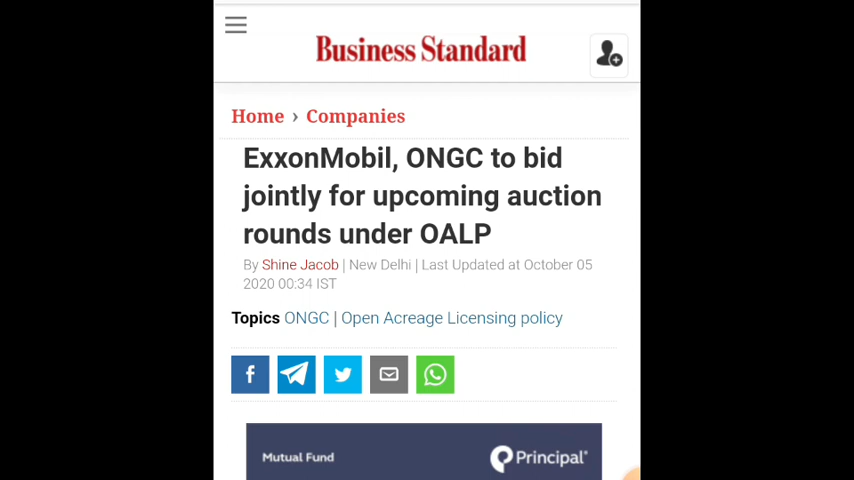 Business Standard
Home › Companies
ExxonMobil, ONGC to bid
jointly for upcoming auction
rounds under OALP
By Shine Jacob | New Delhi | Last Updated at October 05
2020 00:34 IST
Topics ONGC | Open Acreage Licensing policy
Mutual Fund
Principal®